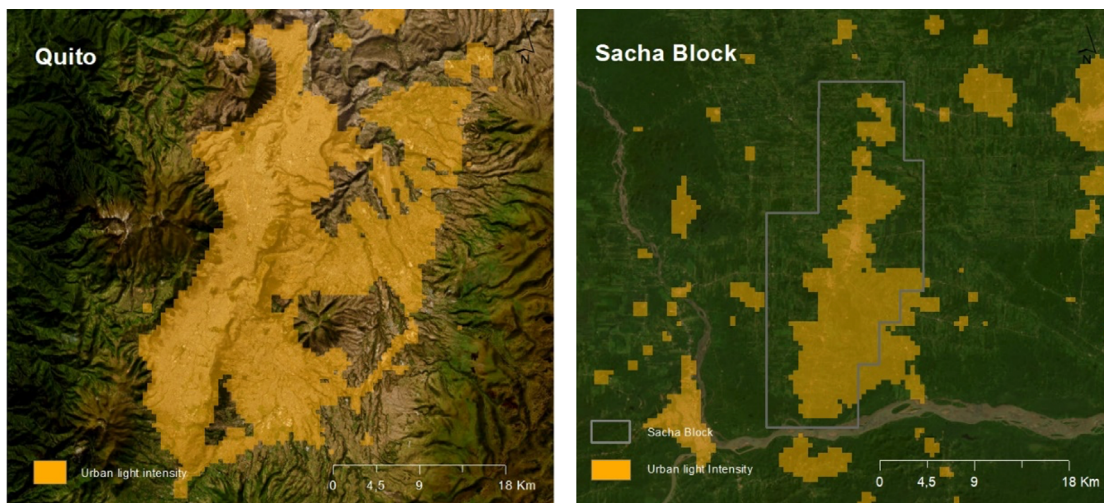 Quito
N
Urban light intensity
0 4,5 9 18 Km
Sacha Block
N
Sacha Block
Urban light Intensity
0 4,5 9 18 Km